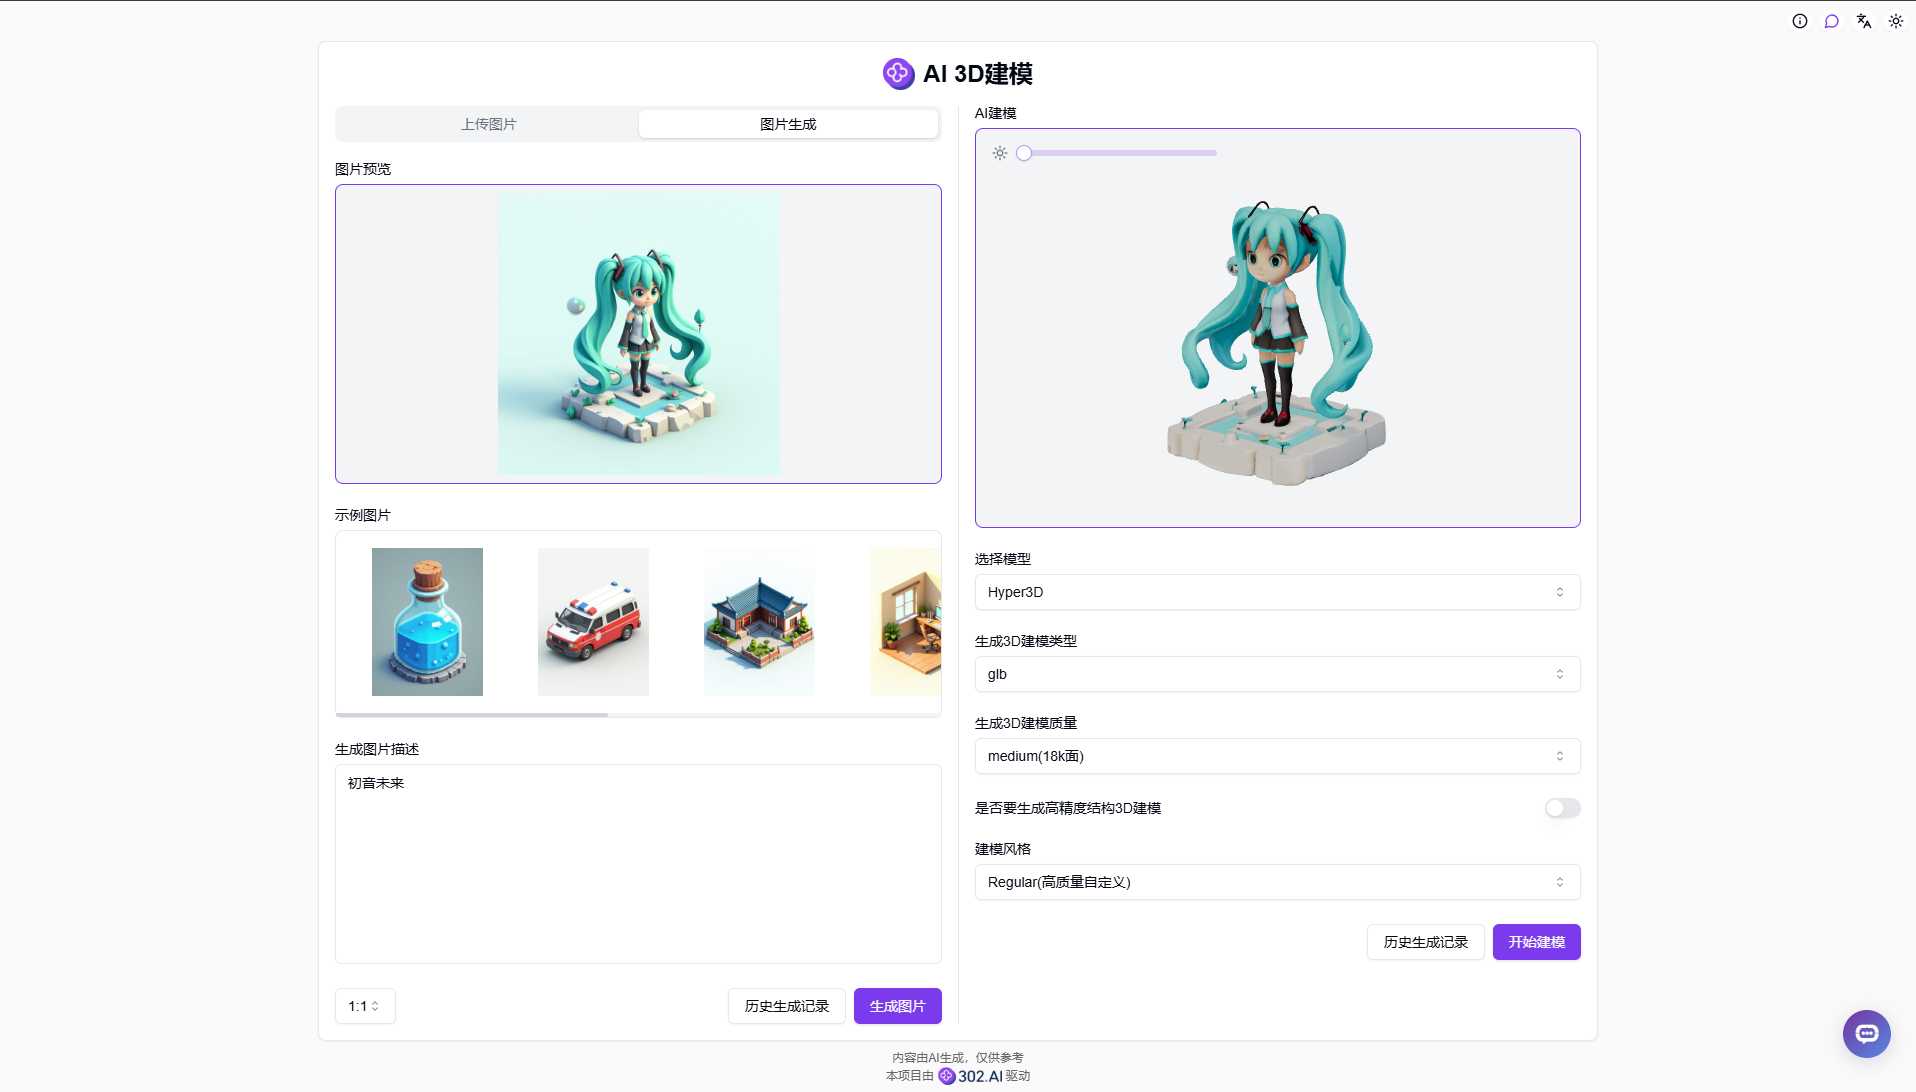 AI 3D建模
上传图片
图片生成
图片预览
示例图片
生成图片描述
初音未来
1:1
历史生成记录
生成图片
AI建模
选择模型
Hyper3D
生成3D建模类型
glb
生成3D建模质量
medium(18k面)
是否要生成高精度结构3D建模
建模风格
Regular(高质量自定义)
历史生成记录
开始建模
内容由AI生成，仅供参考
本项目由 302.AI 驱动